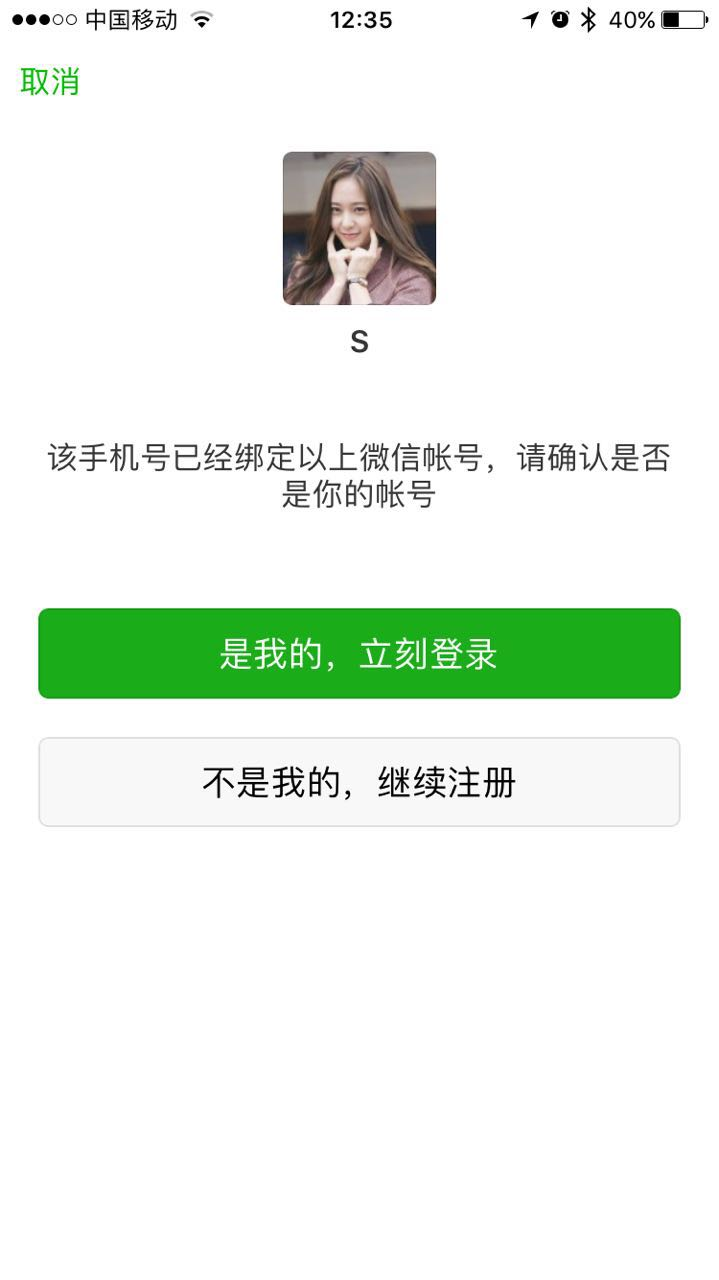 中国移动 12:35 40%
取消
S
该手机号已经绑定以上微信帐号，请确认是否
是你的帐号
是我的，立刻登录
不是我的，继续注册